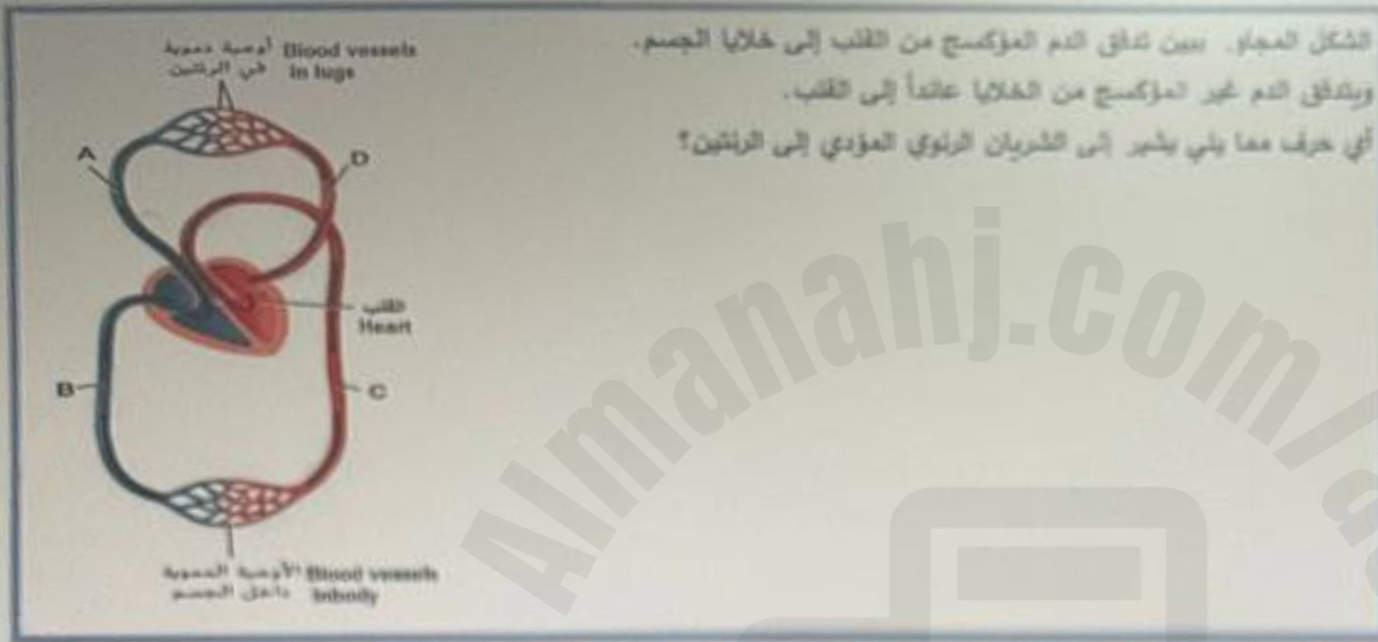 الشكل المجاو. يبين تدفق الدم المؤكسج من القلب إلى خلايا الجسم.
ويتدفق الدم غير المؤكسج من الخلايا عائداً إلى القلب.
أي حرف مما يلي يشير إلى الشريان الرئوي المؤدي إلى الرئتين؟
أوعية دموية Blood vessels
في الرئتين In lugs
A
D
القلب
Heart
B
C
الأوعية الدموية Blood vessels
داخل الجسم Inbody
Almanahj.com/